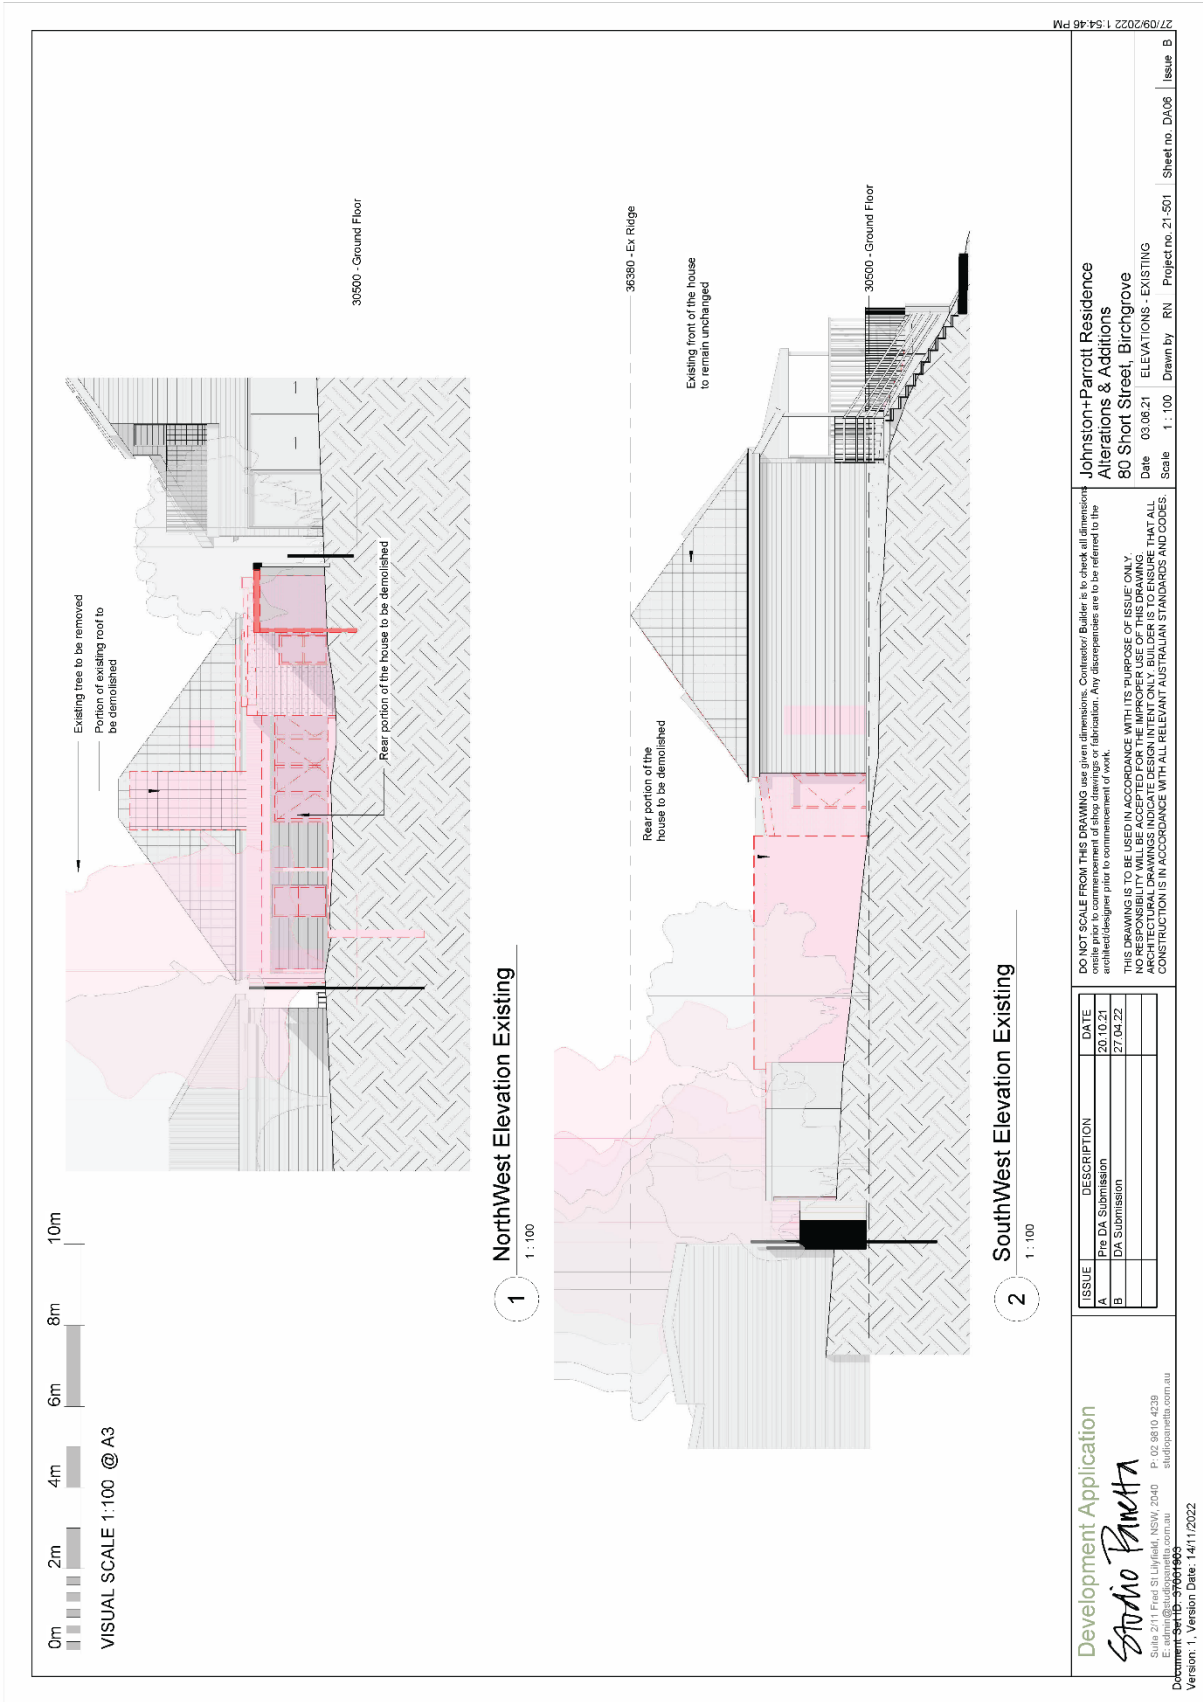 0m 2m 4m 6m 8m 10m
VISUAL SCALE 1:100 @ A3
Existing tree to be removed
Portion of existing roof to
be demolished
30500 - Ground Floor
Rear portion of the house to be demolished
1
NorthWest Elevation Existing
1 : 100
36380 - Ex Ridge
Rear portion of the
house to be demolished
Existing front of the house
to remain unchanged
30500 - Ground Floor
2
SouthWest Elevation Existing
1 : 100
Development Application
Studio Panetta
Suite 2/11 Fred St Lilyfield, NSW, 2040 P: 02 9810 4239
E: admin@studiopanetta.com.au studiopanetta.com.au
ISSUE DESCRIPTION DATE
A Pre DA Submission 20.10.21
B DA Submission 27.04.22
DO NOT SCALE FROM THIS DRAWING use given dimensions. Contractor/ Builder is to check all dimensions
onsite prior to commencement of shop drawings or fabrication. Any discrepencies are to be referred to the
architect/designer prior to commencement of work.
THIS DRAWING IS TO BE USED IN ACCORDANCE WITH ITS 'PURPOSE OF ISSUE' ONLY.
NO RESPONSIBILITY WILL BE ACCEPTED FOR THE IMPROPER USE OF THIS DRAWING.
ARCHITECTURAL DRAWINGS INDICATE DESIGN INTENT ONLY. BUILDER IS TO ENSURE THAT ALL
CONSTRUCTION IS IN ACCORDANCE WITH ALL RELEVANT AUSTRALIAN STANDARDS AND CODES.
Johnston+Parrott Residence
Alterations & Additions
80 Short Street, Birchgrove
Date 03.06.21 ELEVATIONS - EXISTING
Scale 1 : 100 Drawn by RN Project no. 21-501 Sheet no. DA06 Issue B
27/09/2022 1:54:46 PM
Document Set ID: 37001903
Version: 1, Version Date: 14/11/2022